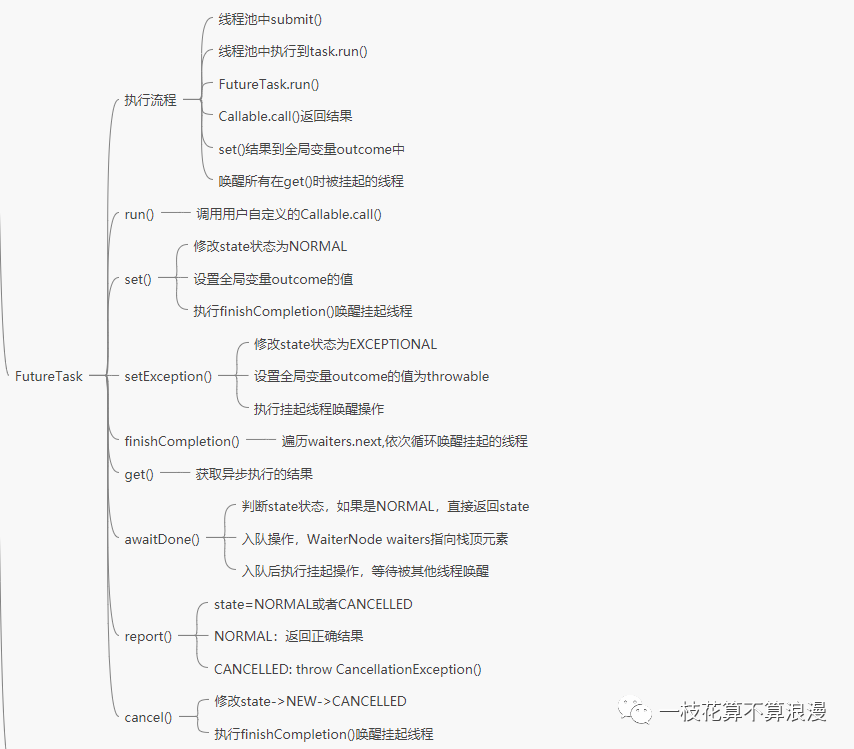 FutureTask
执行流程
线程池中submit()
线程池中执行到task.run()
FutureTask.run()
Callable.call()返回结果
set()结果到全局变量outcome中
唤醒所有在get()时被挂起的线程
run()
调用用户自定义的Callable.call()
set()
修改state状态为NORMAL
设置全局变量outcome的值
执行finishCompletion()唤醒挂起线程
setException()
修改state状态为EXCEPTIONAL
设置全局变量outcome的值为throwable
执行挂起线程唤醒操作
finishCompletion()
遍历waiters.next,依次循环唤醒挂起的线程
get()
获取异步执行的结果
awaitDone()
判断state状态，如果是NORMAL，直接返回state
入队操作，WaiterNode waiters指向栈顶元素
入队后执行挂起操作，等待被其他线程唤醒
report()
state=NORMAL或者CANCELLED
NORMAL：返回正确结果
CANCELLED: throw CancellationException()
cancel()
修改state->NEW->CANCELLED
执行finishCompletion()唤醒挂起线程
一枝花算不算浪漫